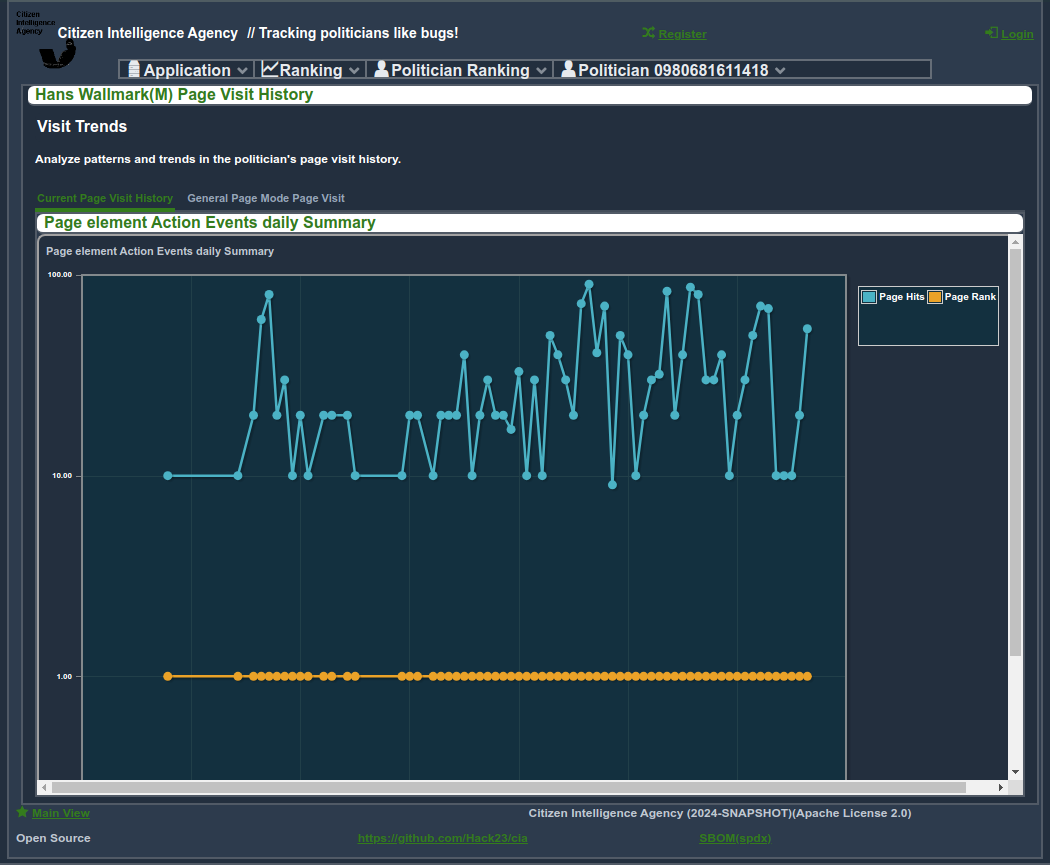 Citizen
Intelligence
Agency
Citizen Intelligence Agency // Tracking politicians like bugs!
Register
Login
Application
Ranking
Politician Ranking
Politician 0980681611418
Hans Wallmark(M) Page Visit History
Visit Trends
Analyze patterns and trends in the politician's page visit history.
Current Page Visit History
General Page Mode Page Visit
Page element Action Events daily Summary
Page element Action Events daily Summary
100.00
Page Hits
Page Rank
10.00
1.00
Main View
Citizen Intelligence Agency (2024-SNAPSHOT)(Apache License 2.0)
Open Source
https://github.com/Hack23/cia
SBOM(spdx)